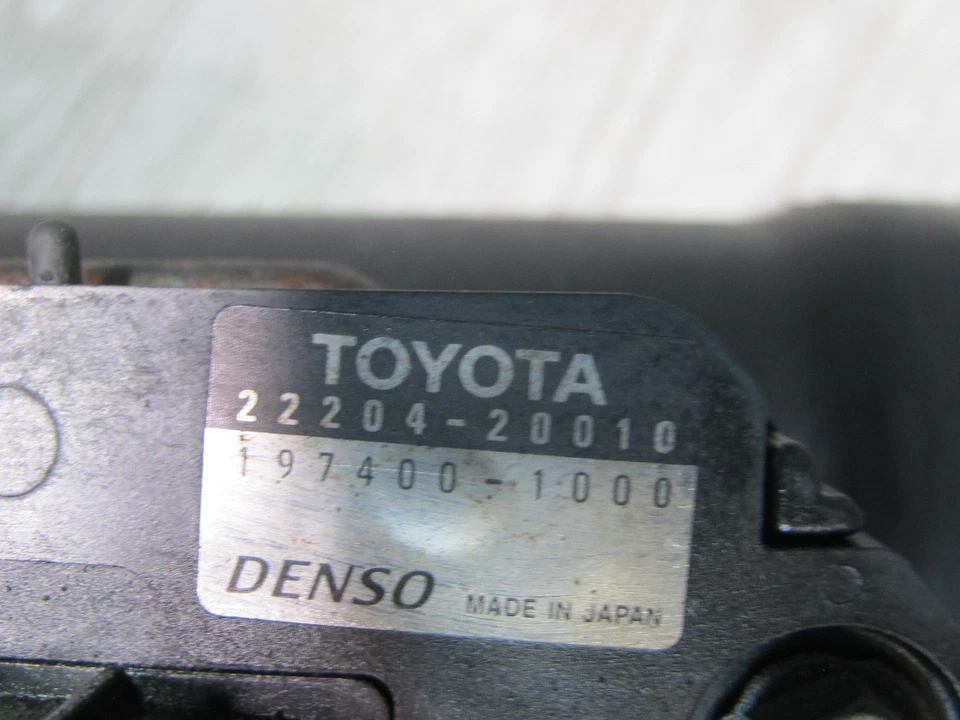 TOYOTA
22204-20010
197400-1000
DENSO MADE IN JAPAN